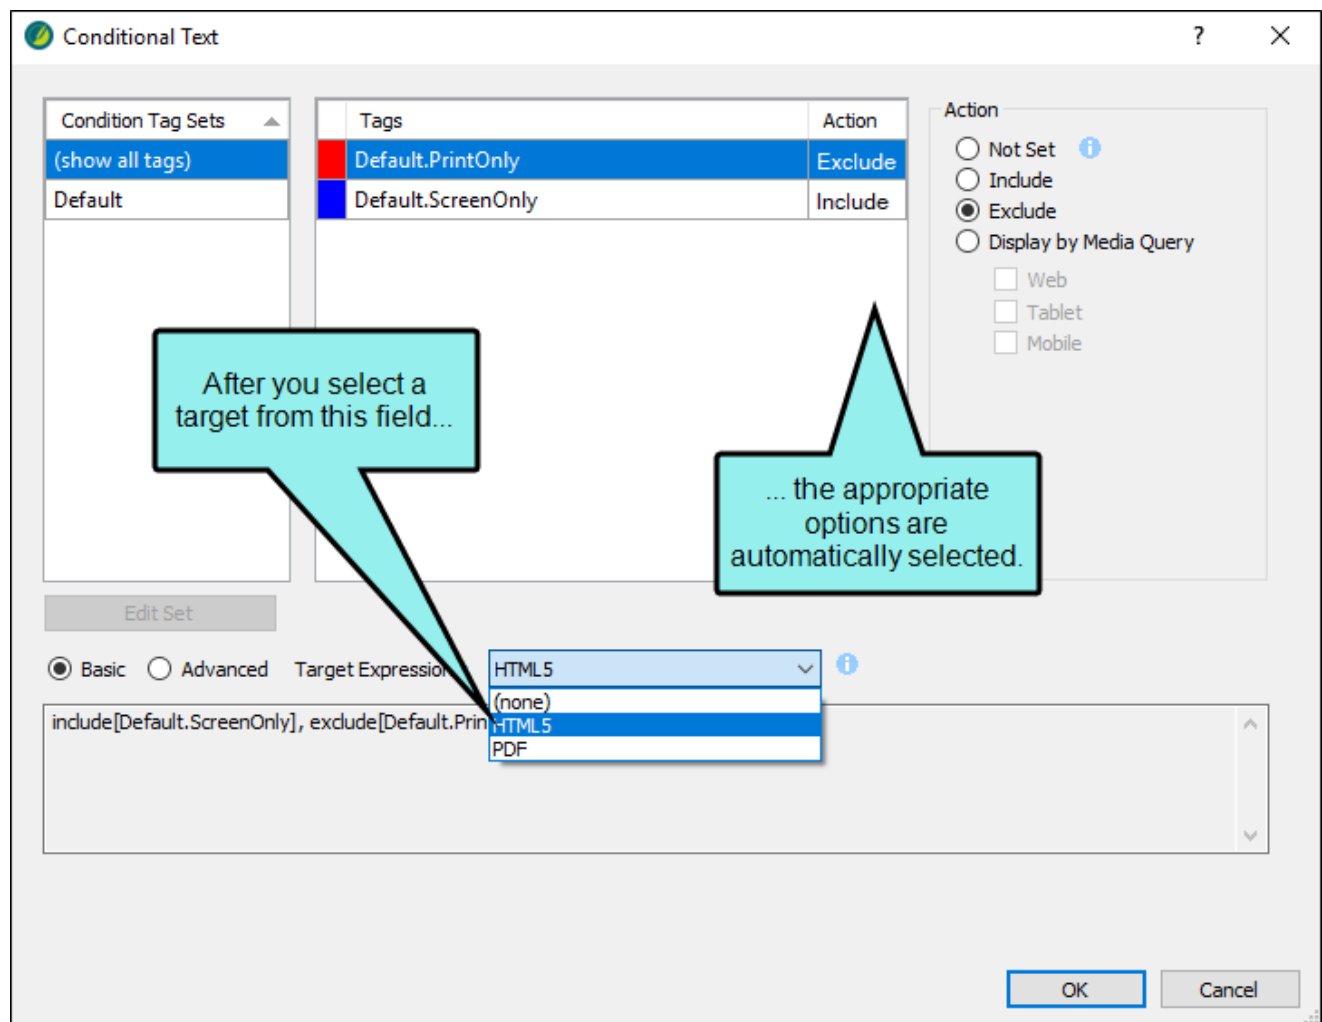 Conditional Text
?
Condition Tag Sets
(show all tags)
Default
Tags Action
Default.PrintOnly Exclude
Default.ScreenOnly Include
Action
Not Set
Include
Exclude
Display by Media Query
Web
Tablet
Mobile
After you select a
target from this field...
... the appropriate
options are
automatically selected.
Edit Set
Basic Advanced Target Expression HTML5
(none)
HTML5
PDF
include[Default.ScreenOnly], exclude[Default.Prin
OK Cancel